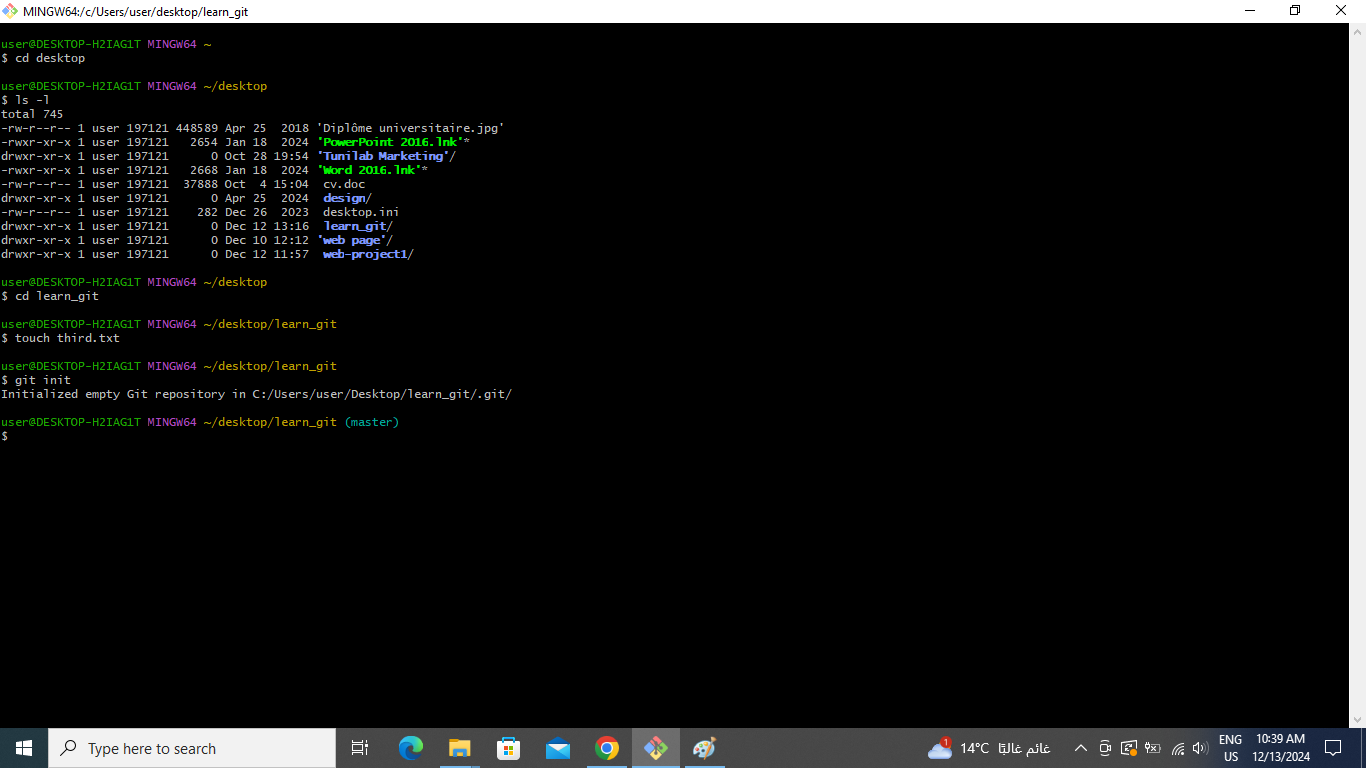 MINGW64:/c/Users/user/desktop/learn_git
user@DESKTOP-H2IAG1T MINGW64 ~
$ cd desktop
user@DESKTOP-H2IAG1T MINGW64 ~/desktop
$ ls -l
total 745
-rw-r--r-- 1 user 197121 448589 Apr 25  2018 'Diplôme universitaire.jpg'
-rwxr-xr-x 1 user 197121   2654 Jan 18  2024 'PowerPoint 2016.lnk'*
drwxr-xr-x 1 user 197121      0 Oct 28 19:54 'Tunilab Marketing'/
-rwxr-xr-x 1 user 197121   2668 Jan 18  2024 'Word 2016.lnk'*
-rw-r--r-- 1 user 197121  37888 Oct  4 15:04  cv.doc
drwxr-xr-x 1 user 197121      0 Apr 25  2024  design/
-rw-r--r-- 1 user 197121    282 Dec 26  2023  desktop.ini
drwxr-xr-x 1 user 197121      0 Dec 12 13:16  learn_git/
drwxr-xr-x 1 user 197121      0 Dec 10 12:12 'web page'/
drwxr-xr-x 1 user 197121      0 Dec 12 11:57  web-project1/
user@DESKTOP-H2IAG1T MINGW64 ~/desktop
$ cd learn_git
user@DESKTOP-H2IAG1T MINGW64 ~/desktop/learn_git
$ touch third.txt
user@DESKTOP-H2IAG1T MINGW64 ~/desktop/learn_git
$ git init
Initialized empty Git repository in C:/Users/user/Desktop/learn_git/.git/
user@DESKTOP-H2IAG1T MINGW64 ~/desktop/learn_git (master)
$
Type here to search
1
14°C غائم غالبًا
ENG
US
10:39 AM
12/13/2024